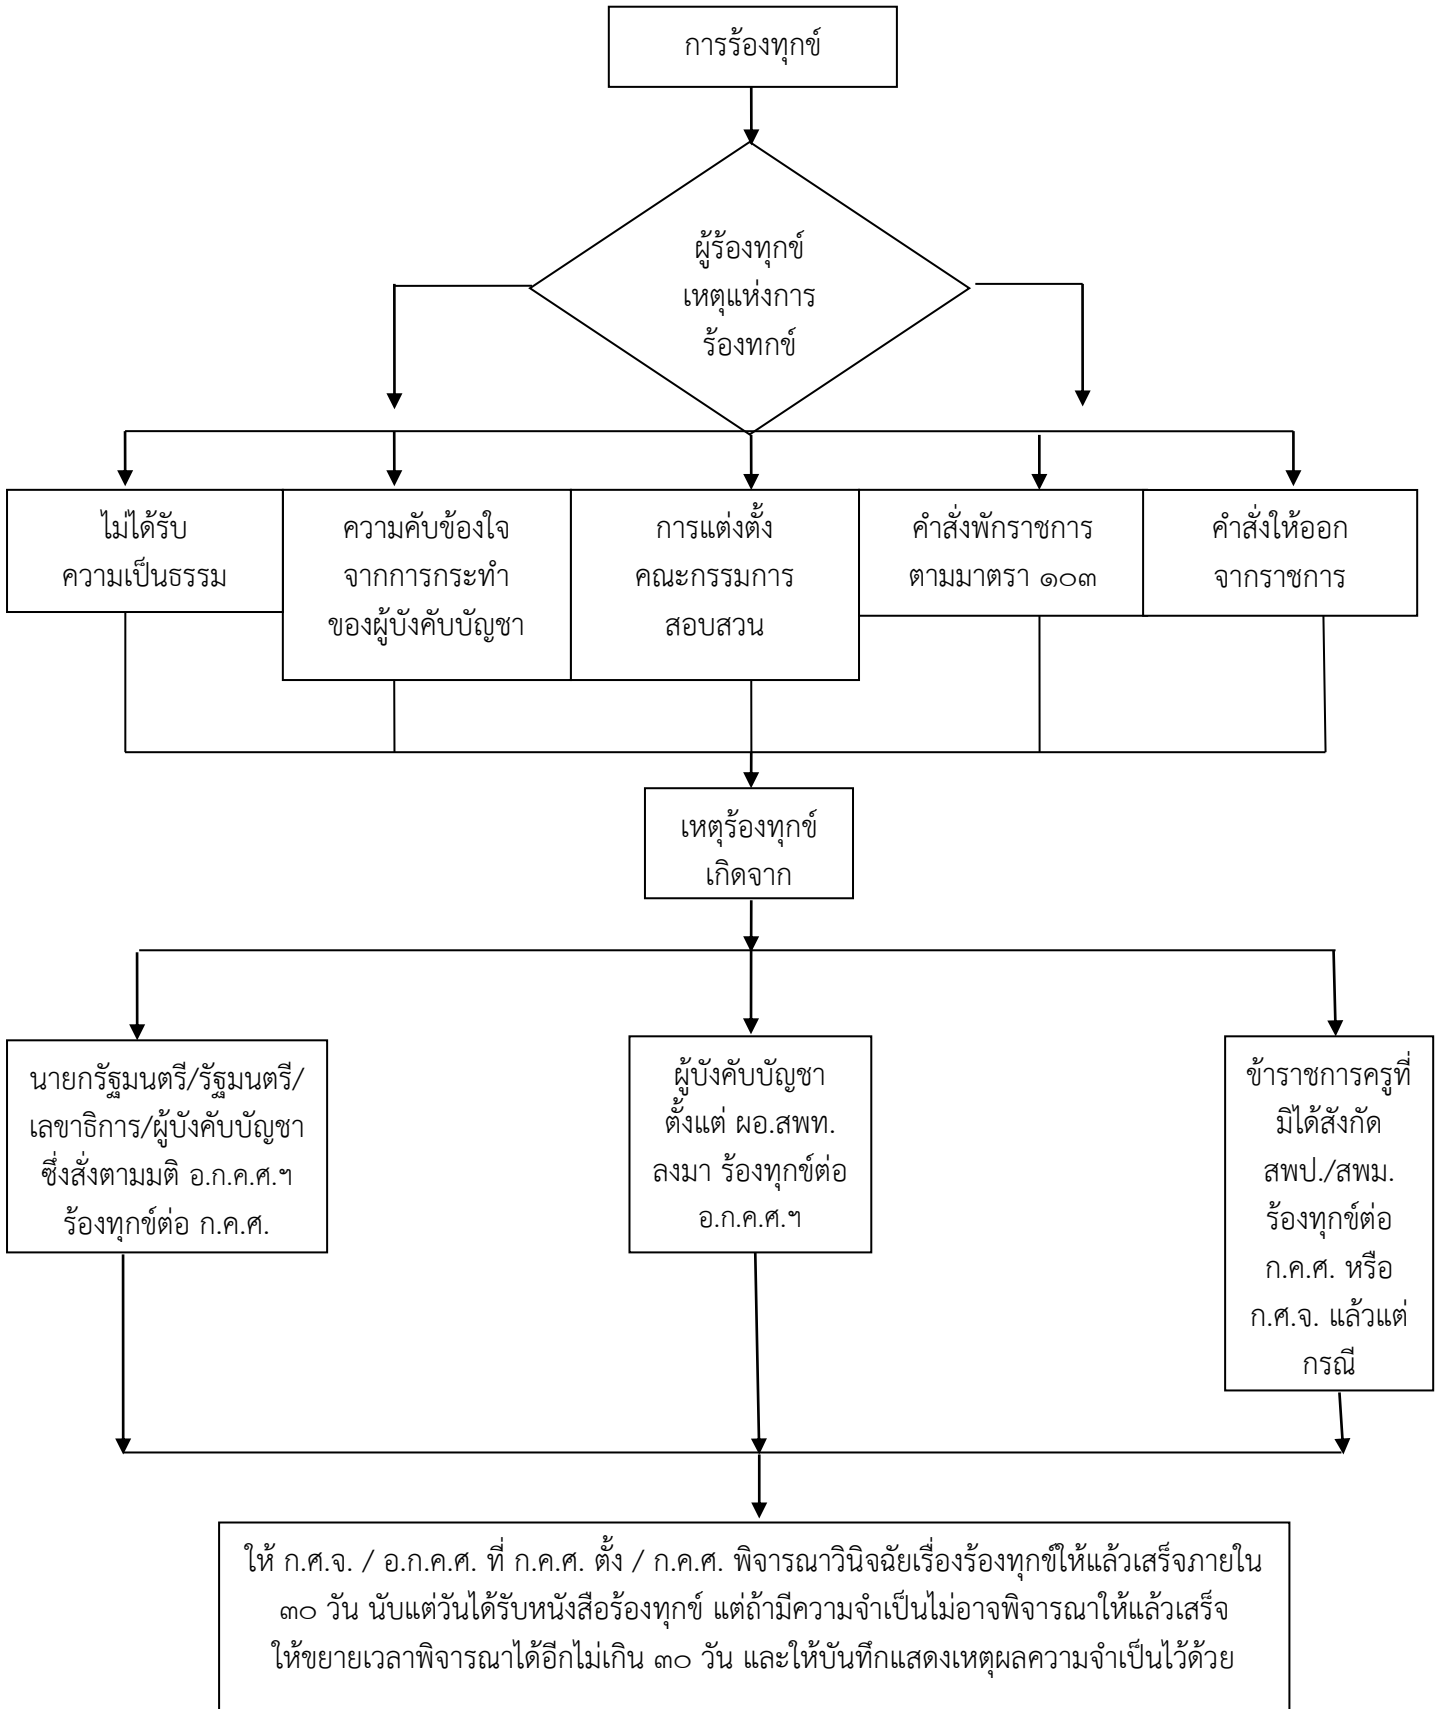 การร้องทุกข์
ผู้ร้องทุกข์
เหตุแห่งการ
ร้องทกข์
ไม่ได้รับ
ความเป็นธรรม
ความคับข้องใจ
จากการกระทำ
ของผู้บังคับบัญชา
การแต่งตั้ง
คณะกรรมการ
สอบสวน
คำสั่งพักราชการ
ตามมาตรา ๑๐๓
คำสั่งให้ออก
จากราชการ
เหตุร้องทุกข์
เกิดจาก
นายกรัฐมนตรี/รัฐมนตรี/
เลขาธิการ/ผู้บังคับบัญชา
ซึ่งสั่งตามมติ อ.ก.ค.ศ.ฯ
ร้องทุกข์ต่อ ก.ค.ศ.
ผู้บังคับบัญชา
ตั้งแต่ ผอ.สพท.
ลงมา ร้องทุกข์ต่อ
อ.ก.ค.ศ.ฯ
ข้าราชการครูที่
มิได้สังกัด
สพป./สพม.
ร้องทุกข์ต่อ
ก.ค.ศ. หรือ
ก.ศ.จ. แล้วแต่
กรณี
ให้ ก.ศ.จ. / อ.ก.ค.ศ. ที่ ก.ค.ศ. ตั้ง / ก.ค.ศ. พิจารณาวินิจฉัยเรื่องร้องทุกข์ให้แล้วเสร็จภายใน
๓๐ วัน นับแต่วันได้รับหนังสือร้องทุกข์ แต่ถ้ามีความจำเป็นไม่อาจพิจารณาให้แล้วเสร็จ
ให้ขยายเวลาพิจารณาได้อีกไม่เกิน ๓๐ วัน และให้บันทึกแสดงเหตุผลความจำเป็นไว้ด้วย